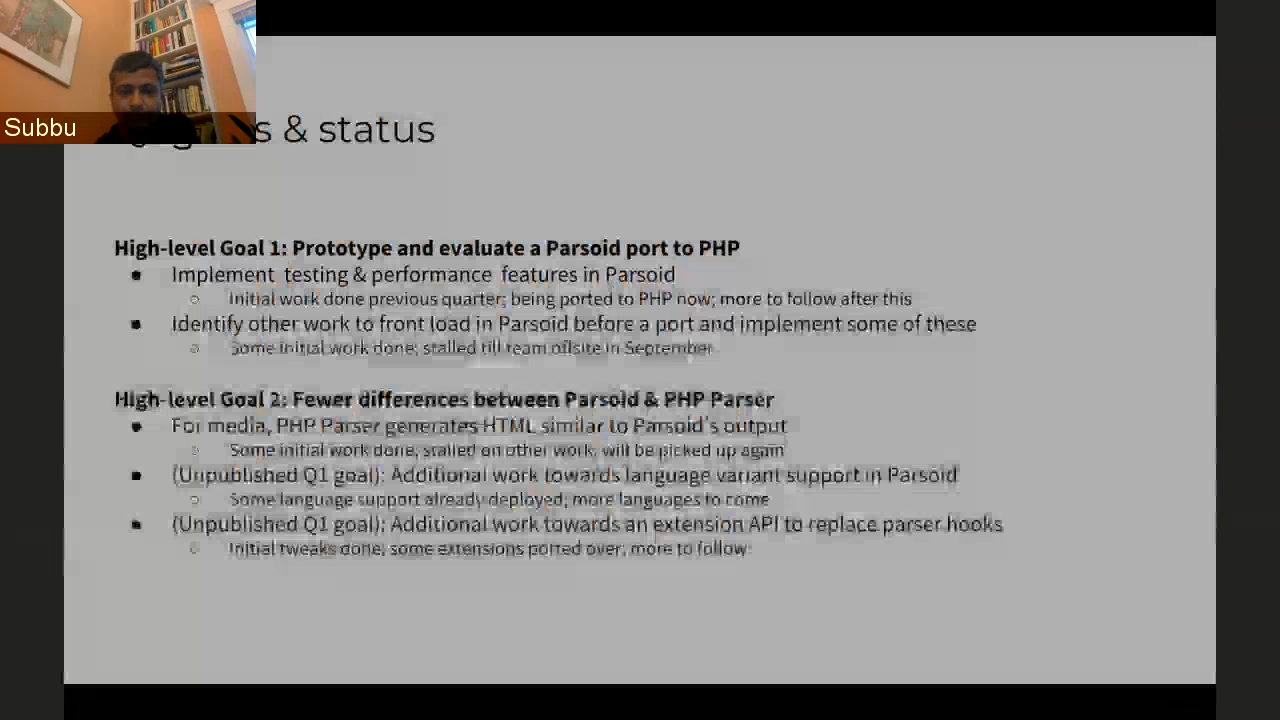 Subbu
s & status
High-level Goal 1: Prototype and evaluate a Parsoid port to PHP
Implement testing & performance features in Parsoid
Initial work done previous quarter; being ported to PHP now; more to follow after this
Identify other work to front load in Parsoid before a port and implement some of these
Some initial work done; stalled till team offsite in September
High-level Goal 2: Fewer differences between Parsoid & PHP Parser
For media, PHP Parser generates HTML similar to Parsoid's output
Some initial work done, stalled on other work, will be picked up again
(Unpublished Q1 goal): Additional work towards language variant support in Parsoid
Some language support already deployed; more languages to come
(Unpublished Q1 goal): Additional work towards an extension API to replace parser hooks
Initial tweaks done, some extensions ported over, more to follow